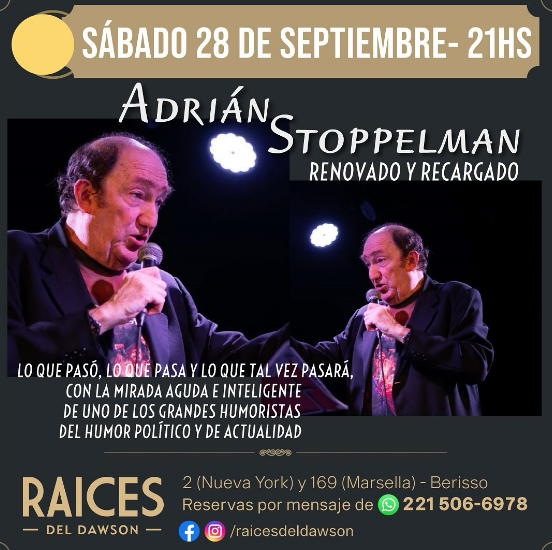 SÁBADO 28 DE SEPTIEMBRE- 21HS
ADRIÁN
STOPPELMAN
RENOVADO Y RECARGADO
LO QUE PASÓ, LO QUE PASA Y LO QUE TAL VEZ PASARÁ,
CON LA MIRADA AGUDA E INTELIGENTE
DE UNO DE LOS GRANDES HUMORISTAS
DEL HUMOR POLÍTICO Y DE ACTUALIDAD
RAICES
DEL DAWSON
2 (Nueva York) y 169 (Marsella) - Berisso
Reservas por mensaje de 221 506-6978
/raicesdeldawson